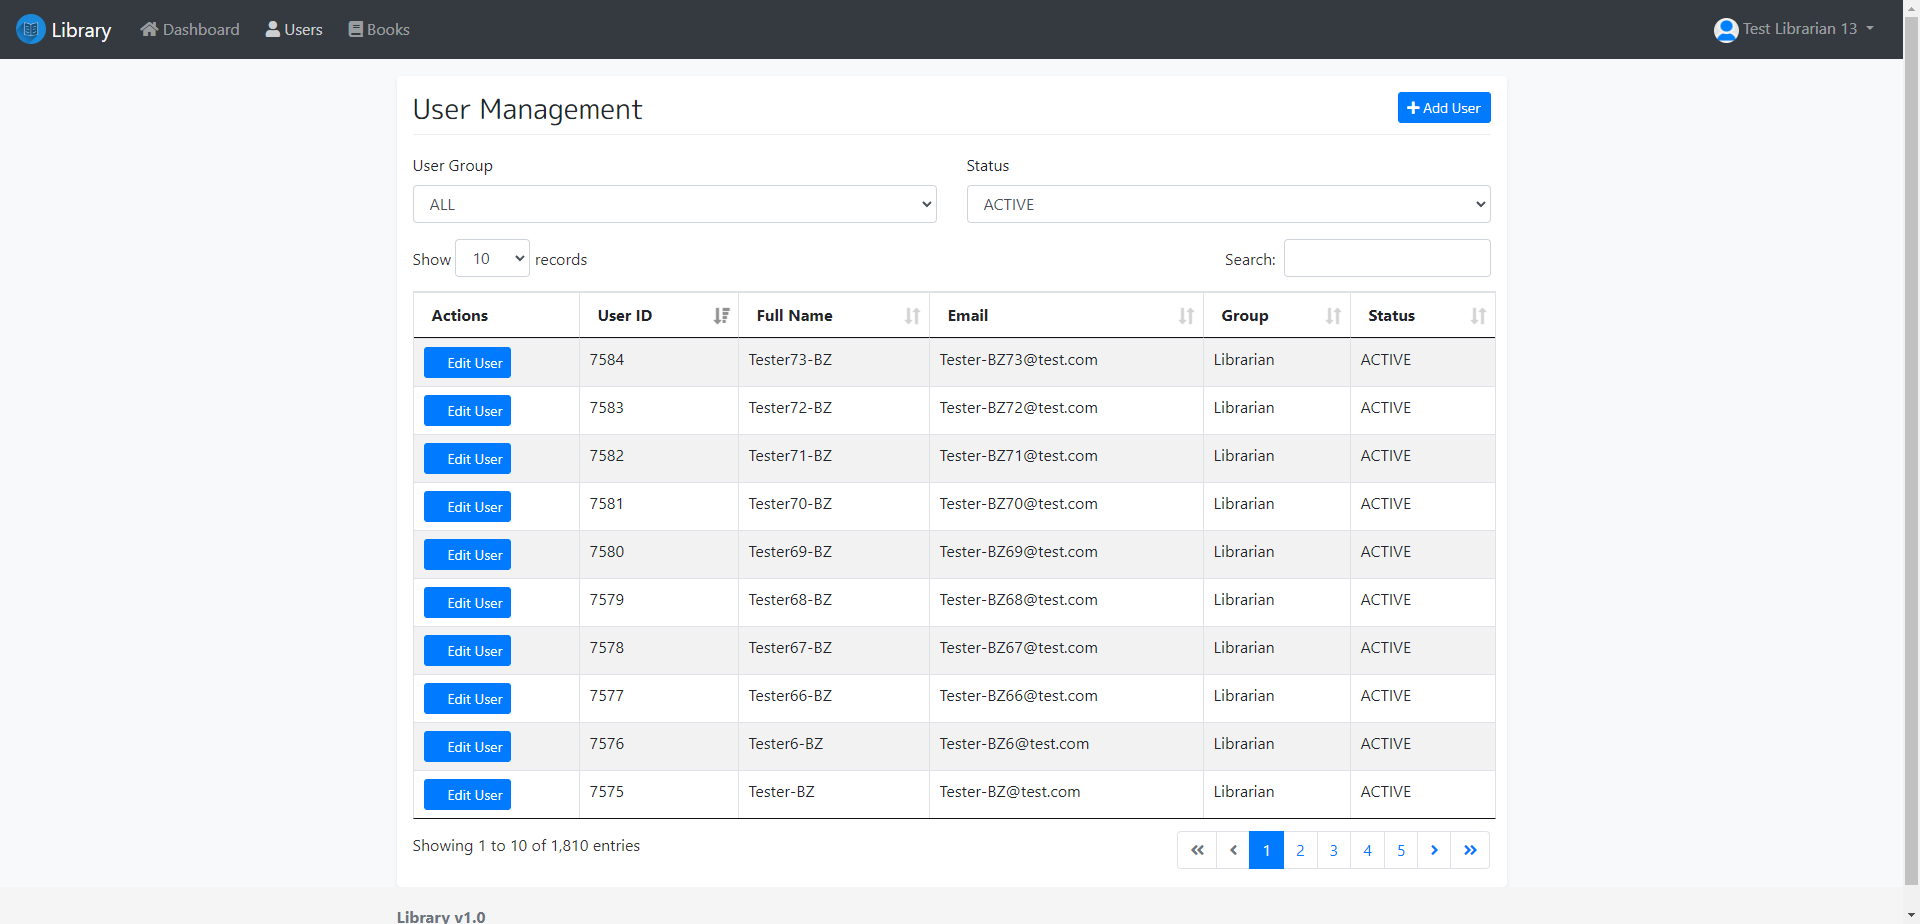 Library Dashboard Users Books Test Librarian 13
User Management Add User
User Group Status
ALL ACTIVE
Show 10 records Search:
Actions User ID Full Name Email Group Status
Edit User 7584 Tester73-BZ Tester-BZ73@test.com Librarian ACTIVE
Edit User 7583 Tester72-BZ Tester-BZ72@test.com Librarian ACTIVE
Edit User 7582 Tester71-BZ Tester-BZ71@test.com Librarian ACTIVE
Edit User 7581 Tester70-BZ Tester-BZ70@test.com Librarian ACTIVE
Edit User 7580 Tester69-BZ Tester-BZ69@test.com Librarian ACTIVE
Edit User 7579 Tester68-BZ Tester-BZ68@test.com Librarian ACTIVE
Edit User 7578 Tester67-BZ Tester-BZ67@test.com Librarian ACTIVE
Edit User 7577 Tester66-BZ Tester-BZ66@test.com Librarian ACTIVE
Edit User 7576 Tester6-BZ Tester-BZ6@test.com Librarian ACTIVE
Edit User 7575 Tester-BZ Tester-BZ@test.com Librarian ACTIVE
Showing 1 to 10 of 1,810 entries « ‹ 1 2 3 4 5 › »
Library v1.0